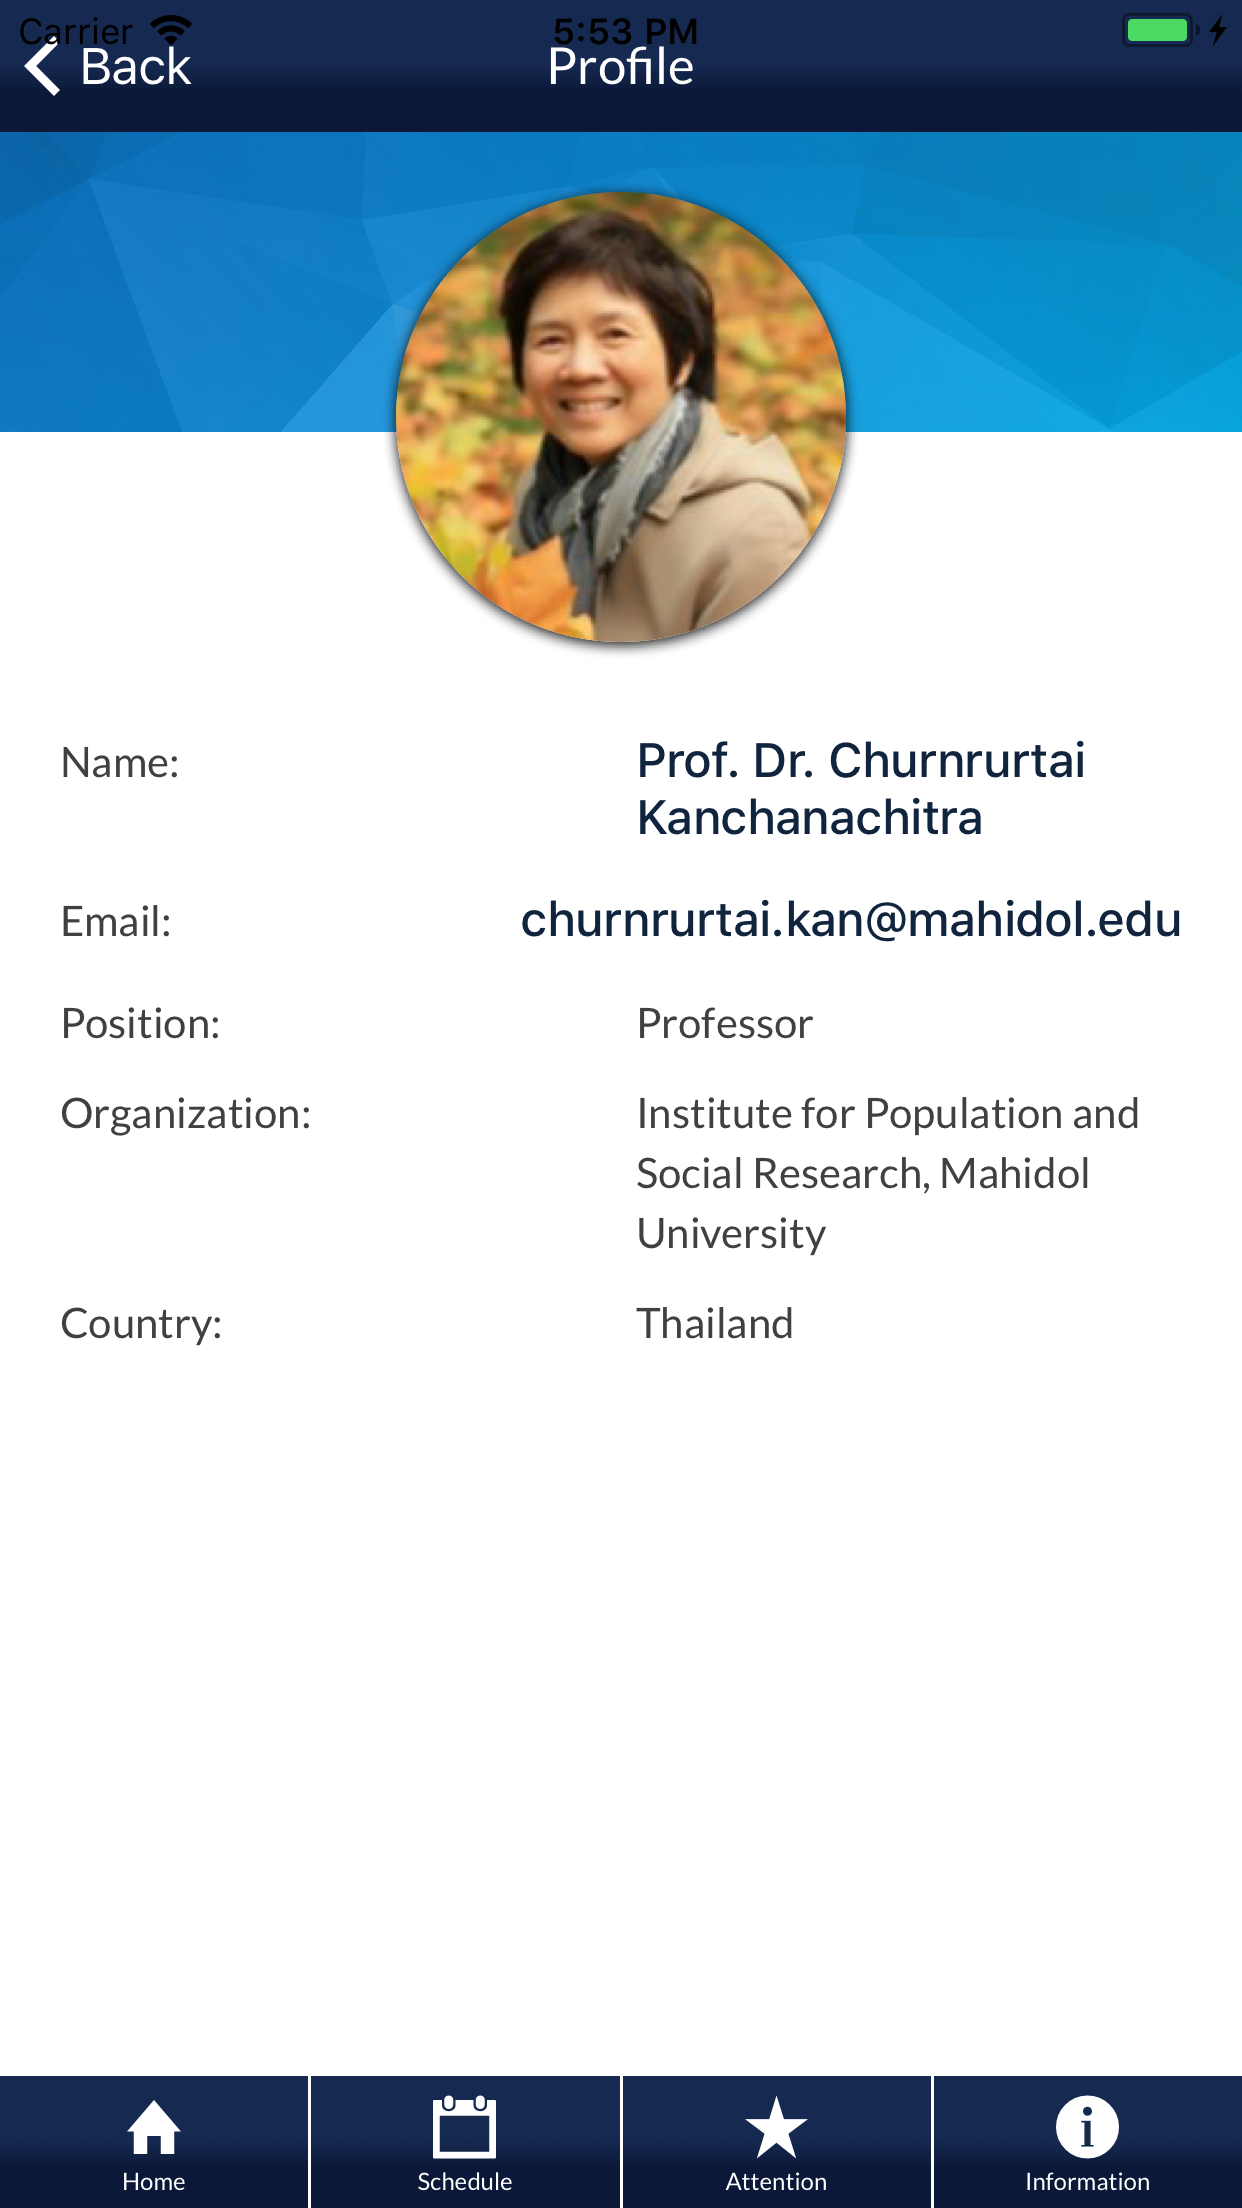 Carrier 5:53 PM
Back Profile
Name: Prof. Dr. Churnrurtai
Kanchanachitra
Email: churnrurtai.kan@mahidol.edu
Position: Professor
Organization: Institute for Population and
Social Research, Mahidol
University
Country: Thailand
Home Schedule Attention Information